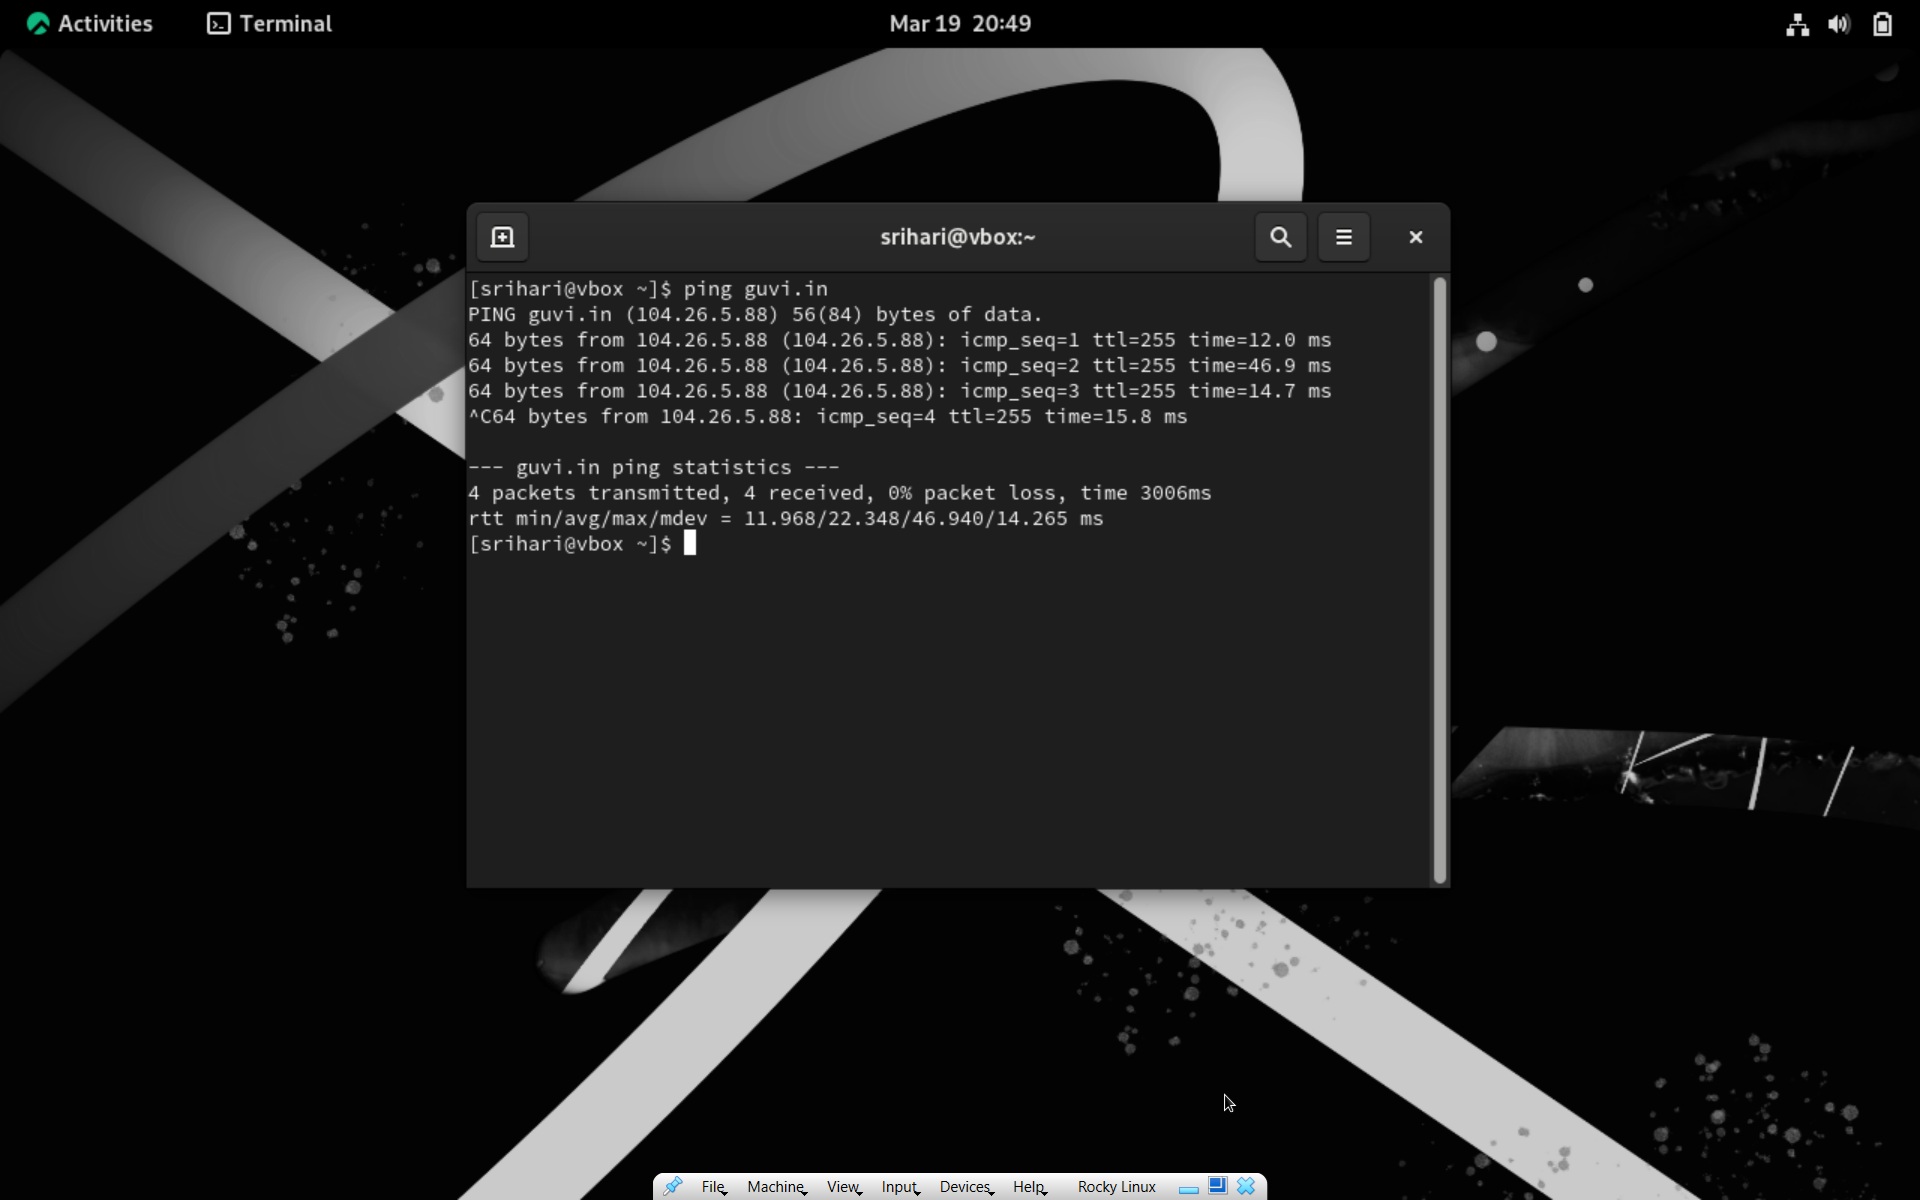 Activities Terminal Mar 19 20:49
srihari@vbox:~
[srihari@vbox ~]$ ping guvi.in
PING guvi.in (104.26.5.88) 56(84) bytes of data.
64 bytes from 104.26.5.88 (104.26.5.88): icmp_seq=1 ttl=255 time=12.0 ms
64 bytes from 104.26.5.88 (104.26.5.88): icmp_seq=2 ttl=255 time=46.9 ms
64 bytes from 104.26.5.88 (104.26.5.88): icmp_seq=3 ttl=255 time=14.7 ms
^C64 bytes from 104.26.5.88: icmp_seq=4 ttl=255 time=15.8 ms
--- guvi.in ping statistics ---
4 packets transmitted, 4 received, 0% packet loss, time 3006ms
rtt min/avg/max/mdev = 11.968/22.348/46.940/14.265 ms
[srihari@vbox ~]$
File Machine View Input Devices Help Rocky Linux